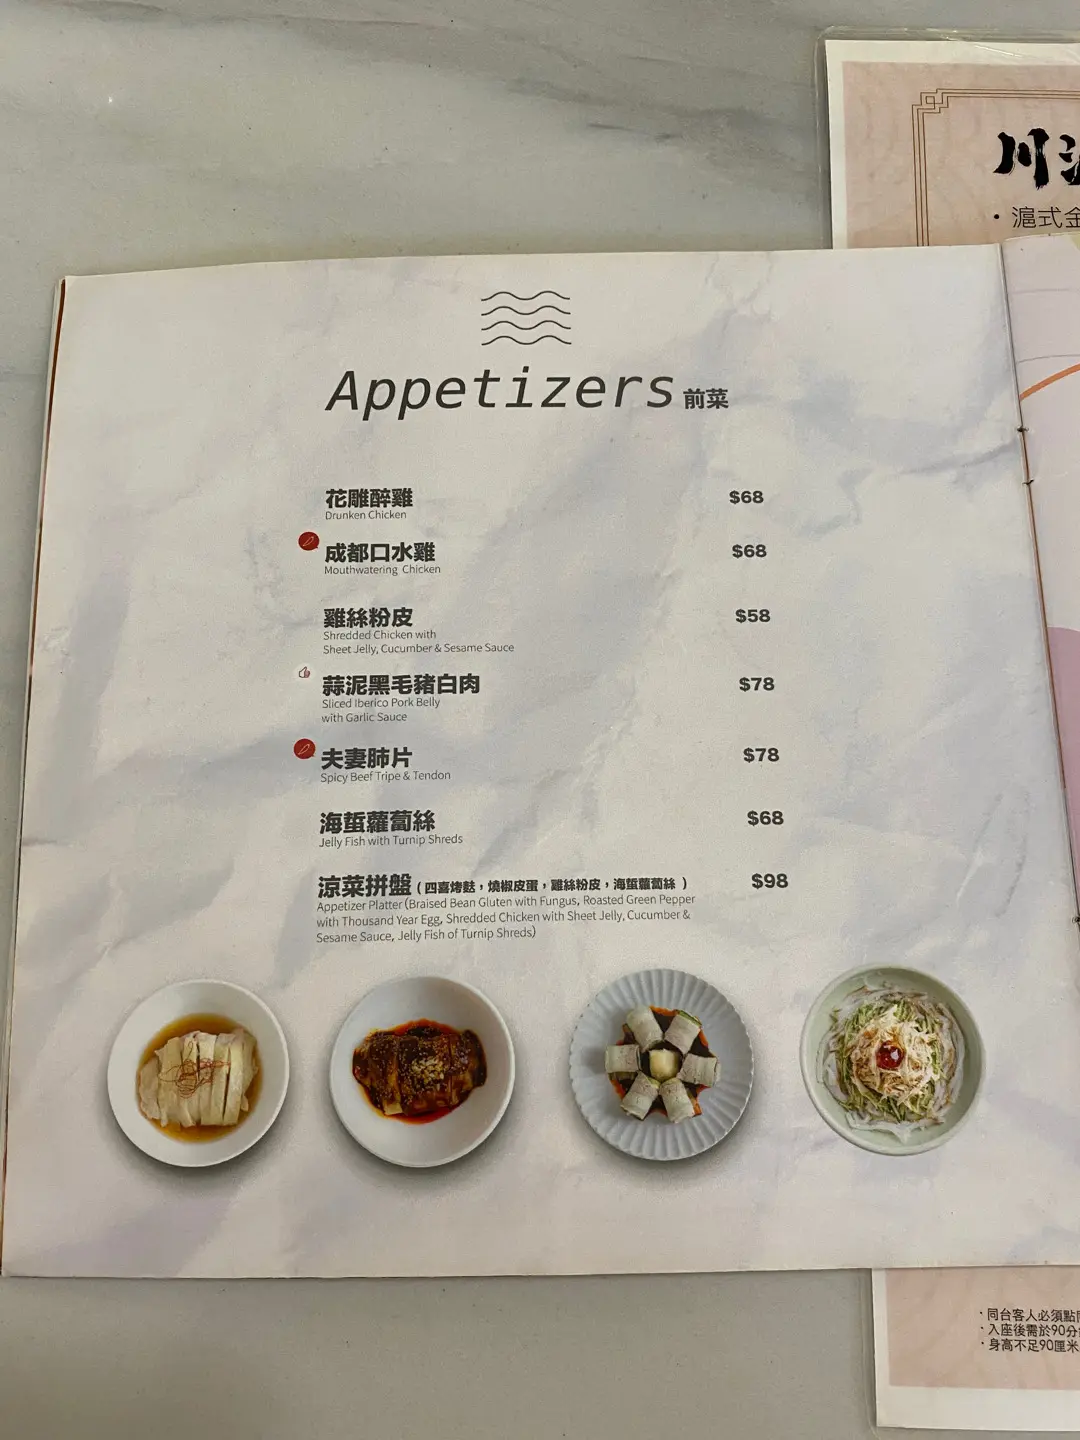 川
・滬式金
Appetizers 前菜
花雕醉雞 $68
Drunken Chicken
成都口水雞 $68
Mouthwatering Chicken
雞絲粉皮 $58
Shredded Chicken with
Sheet Jelly, Cucumber & Sesame Sauce
蒜泥黑毛豬白肉 $78
Sliced Iberico Pork Belly
with Garlic Sauce
夫妻肺片 $78
Spicy Beef Tripe & Tendon
海蜇蘿蔔絲 $68
Jelly Fish with Turnip Shreds
涼菜拼盤 ( 四喜烤麩，燒椒皮蛋，雞絲粉皮，海蜇蘿蔔絲 ) $98
Appetizer Platter (Braised Bean Gluten with Fungus, Roasted Green Pepper
with Thousand Year Egg, Shredded Chicken with Sheet Jelly, Cucumber &
Sesame Sauce, Jelly Fish of Turnip Shreds)
・同台客人必須點
・入座後需於90分
・身高不足90厘米